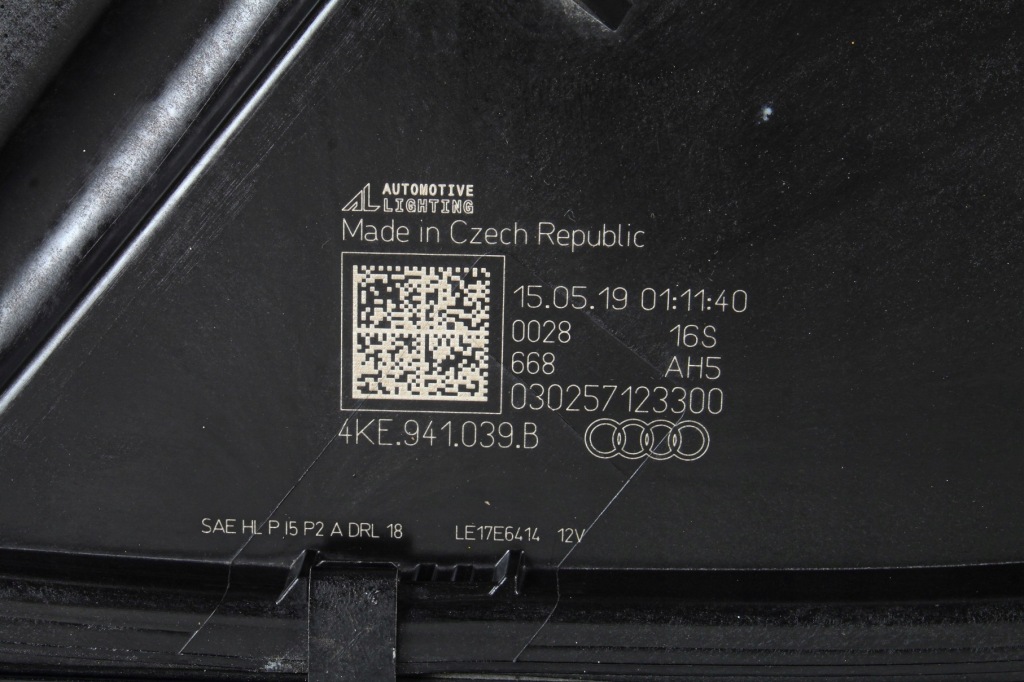 AL AUTOMOTIVE
LIGHTING
Made in Czech Republic
15.05.19 01:11:40
0028 16S
668 AH5
030257123300
4KE.941.039.B
SAE HL P I5 P2 A DRL 18 LE17E6414 12V